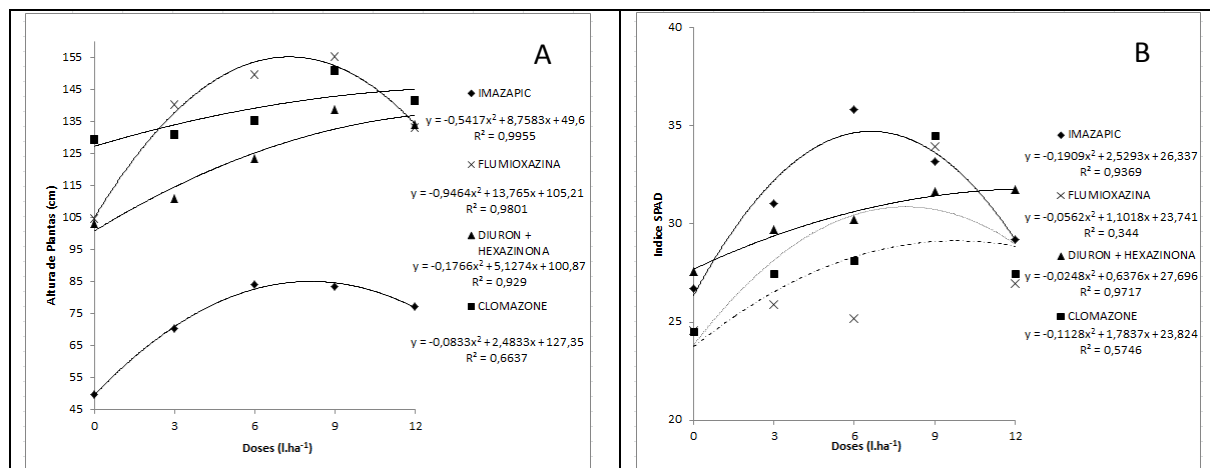 A
Altura de Plantas (cm)
155
145
135
125
115
105
95
85
75
65
55
45
0
3
6
9
12
Doses (l.ha⁻¹)
IMAZAPIC
y = -0,5417x² + 8,7583x + 49,6
R² = 0,9955
FLUMIOXAZINA
y = -0,9464x² + 13,765x + 105,21
R² = 0,9801
DIURON +
HEXAZINONA
y = -0,1766x² + 5,1274x + 100,87
R² = 0,929
CLOMAZONE
y = -0,0833x² + 2,4833x + 127,35
R² = 0,6637
B
Indice SPAD
40
35
30
25
20
0
3
6
9
12
Doses (l.ha⁻¹)
IMAZAPIC
y = -0,1909x² + 2,5293x + 26,337
R² = 0,9369
FLUMIOXAZINA
y = -0,0562x² + 1,1018x + 23,741
R² = 0,344
DIURON + HEXAZINONA
y = -0,0248x² + 0,6376x + 27,696
R² = 0,9717
CLOMAZONE
y = -0,1128x² + 1,7837x + 23,824
R² = 0,5746